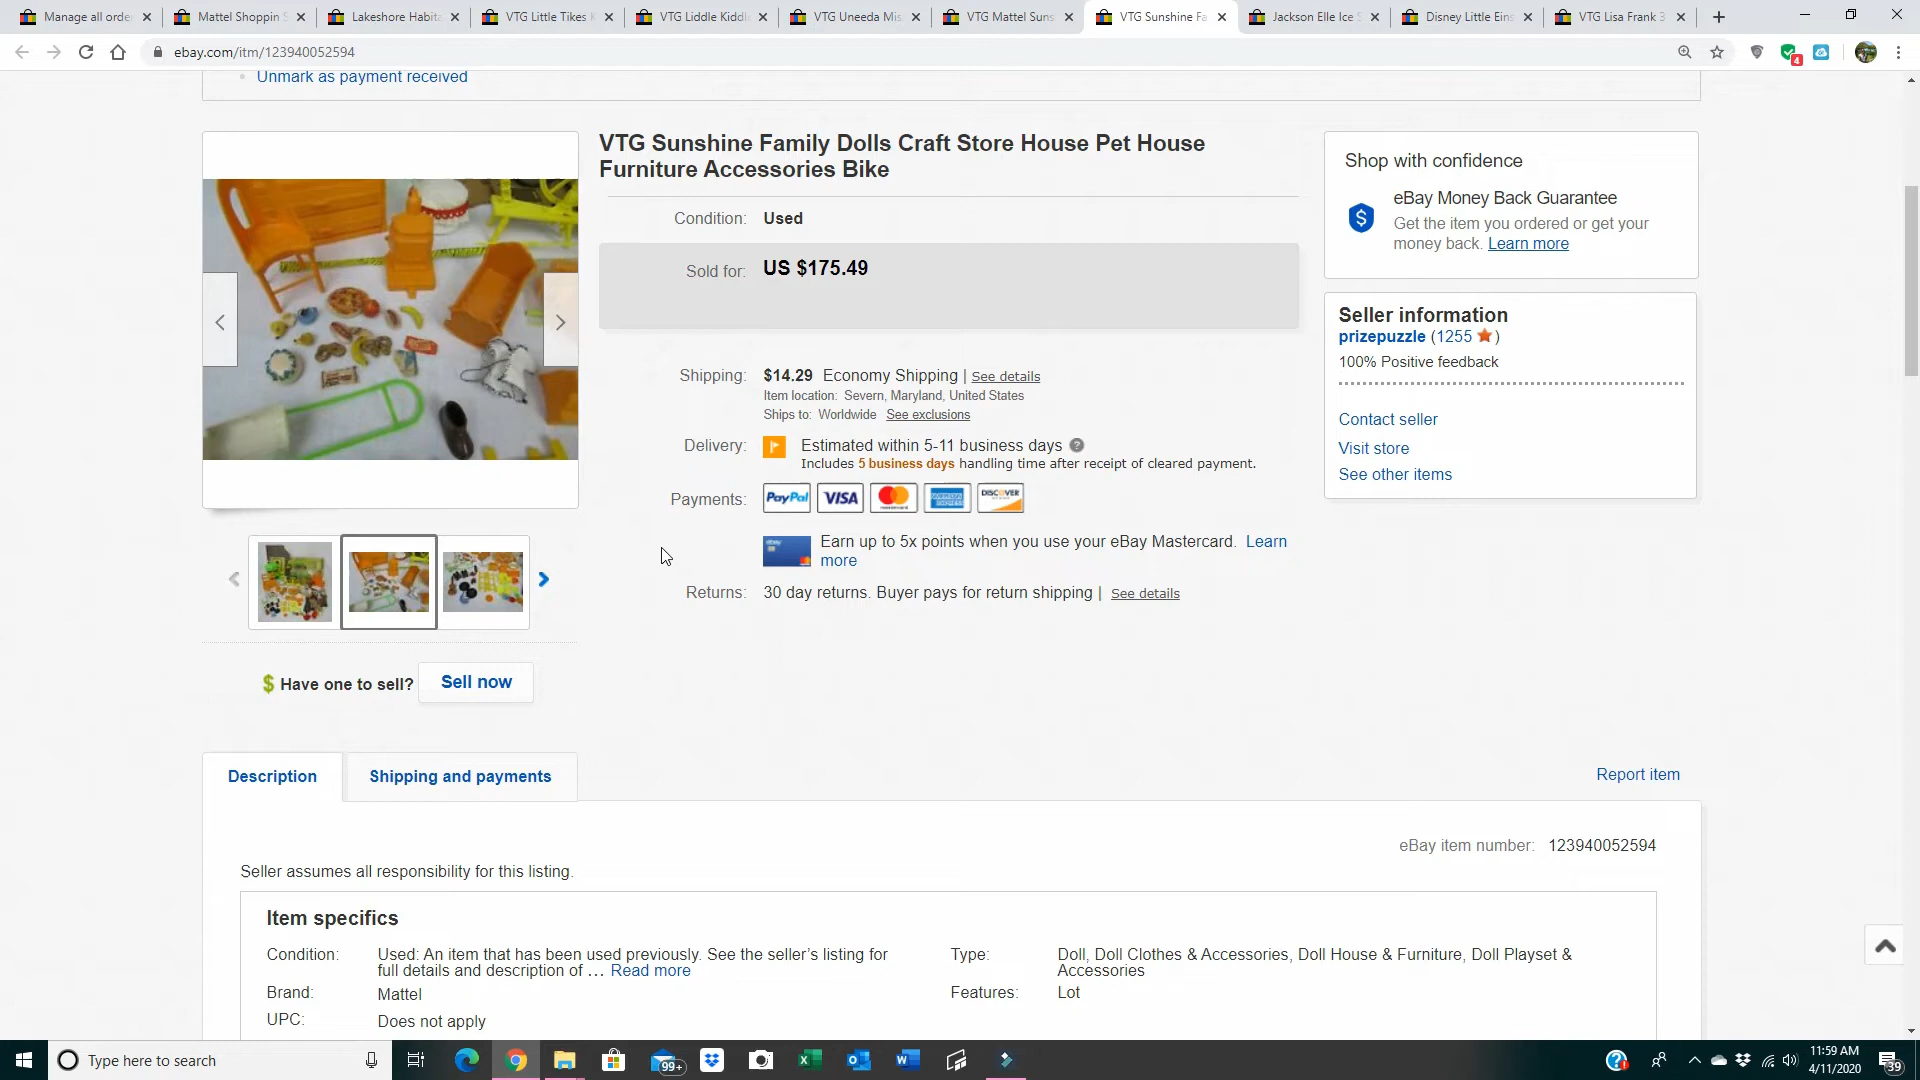 Manage all orde
Mattel Shoppin S
Lakeshore Habita
VTG Little Tikes K
VTG Liddle Kiddl
VTG Uneeda Mis
VTG Mattel Suns
VTG Sunshine Fa
Jackson Elle Ice S
Disney Little Eins
VTG Lisa Frank 3
ebay.com/itm/123940052594
4
Unmark as payment received
VTG Sunshine Family Dolls Craft Store House Pet House
Furniture Accessories Bike
Condition: Used
Sold for: US $175.49
Shipping: $14.29 Economy Shipping | See details
Item location: Severn, Maryland, United States
Ships to: Worldwide See exclusions
Delivery: Estimated within 5-11 business days ?
Includes 5 business days handling time after receipt of cleared payment.
Payments: PayPal VISA MasterCard AMERICAN EXPRESS DISCOVER
Earn up to 5x points when you use your eBay Mastercard. Learn
more
Returns: 30 day returns. Buyer pays for return shipping | See details
Shop with confidence
eBay Money Back Guarantee
Get the item you ordered or get your
money back. Learn more
Seller information
prizepuzzle (1255 )
100% Positive feedback
Contact seller
Visit store
See other items
$ Have one to sell? Sell now
Description
Shipping and payments
Report item
eBay item number: 123940052594
Seller assumes all responsibility for this listing.
Item specifics
Condition: Used: An item that has been used previously. See the seller’s listing for
full details and description of ... Read more
Type: Doll, Doll Clothes & Accessories, Doll House & Furniture, Doll Playset &
Accessories
Brand: Mattel
Features: Lot
UPC: Does not apply
Type here to search
99+
11:59 AM
4/11/2020
39